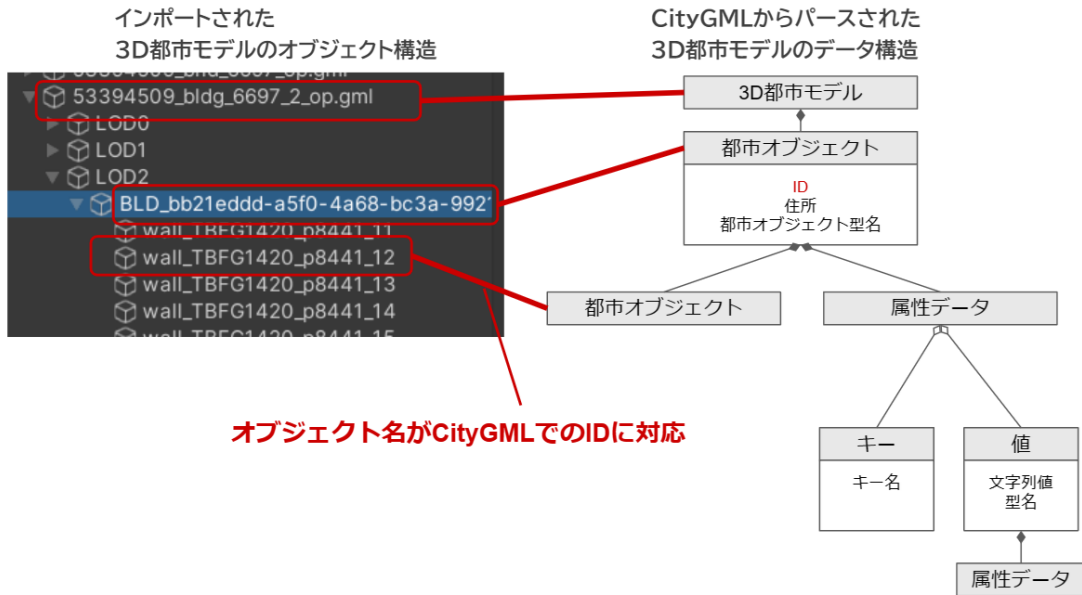 インポートされた
3D都市モデルのオブジェクト構造
CityGMLからパースされた
3D都市モデルのデータ構造
53394509_bldg_6697_2_op.gml
LOD0
LOD1
LOD2
BLD_bb21eddd-a5f0-4a68-bc3a-992
wall_TBFG1420_p8441_11
wall_TBFG1420_p8441_12
wall_TBFG1420_p8441_13
wall_TBFG1420_p8441_14
wall_TBFG1420_p8441_15
3D都市モデル
都市オブジェクト
ID
住所
都市オブジェクト型名
都市オブジェクト
属性データ
オブジェクト名がCityGMLでのIDに対応
キー
キー名
値
文字列値
型名
属性データ